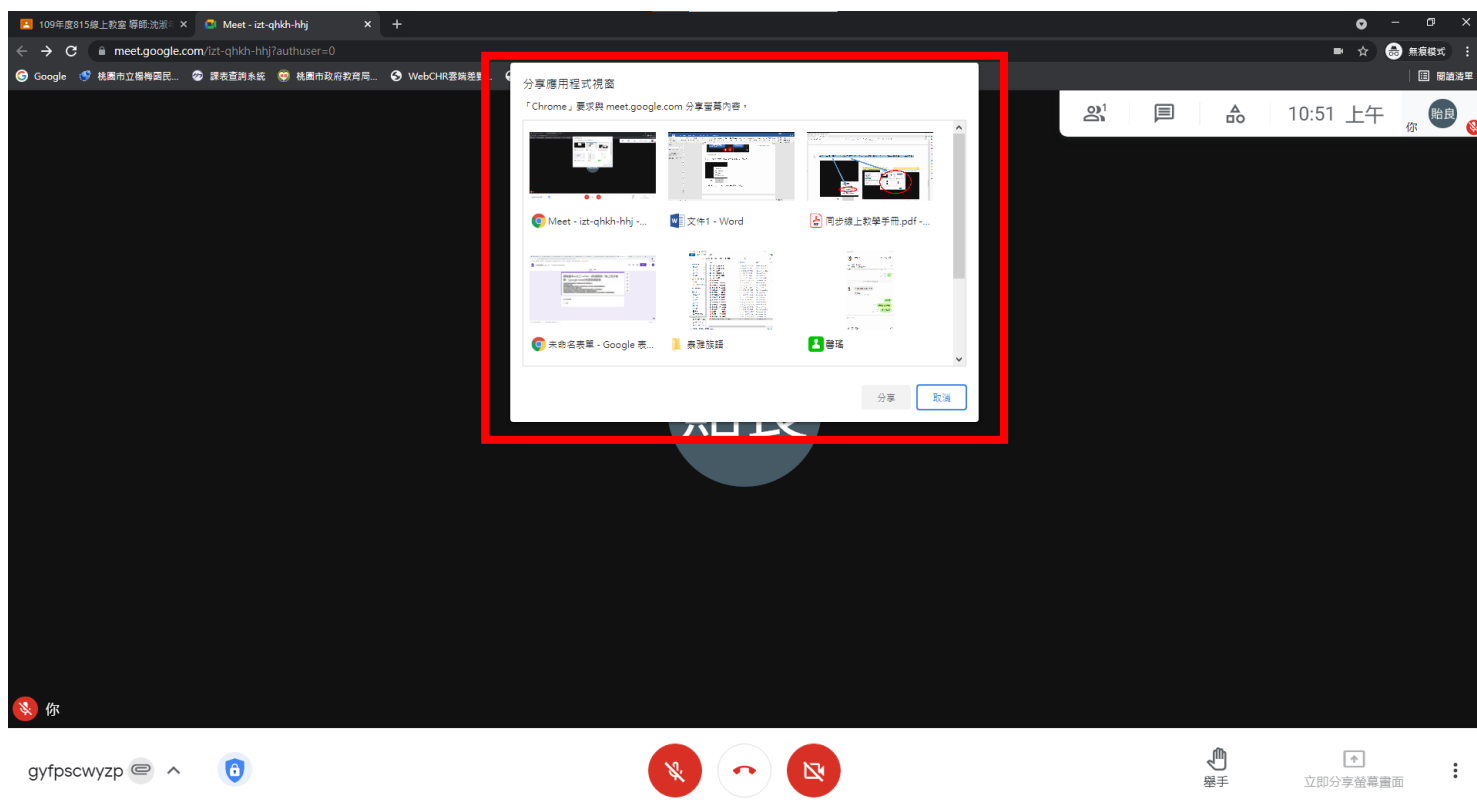 109年度815線上教室 導師:沈淑
Meet - izt-qhkh-hhj
meet.google.com/izt-qhkh-hhj?authuser=0
無痕模式
Google
桃園市立楊梅國民...
課表查詢系統
桃園市政府教育局...
WebCHR雲端差勤...
閱讀清單
分享應用程式視窗
「Chrome」要求與 meet.google.com 分享螢幕內容。
Meet - izt-qhkh-hhj -...
文件1 - Word
同步線上教學手冊.pdf -...
未命名表單 - Google 表...
泰雅族語
馨瑤
分享
取消
1
10:51 上午
你
貽良
貽良
你
gyfpscwyzp
舉手
立即分享螢幕畫面